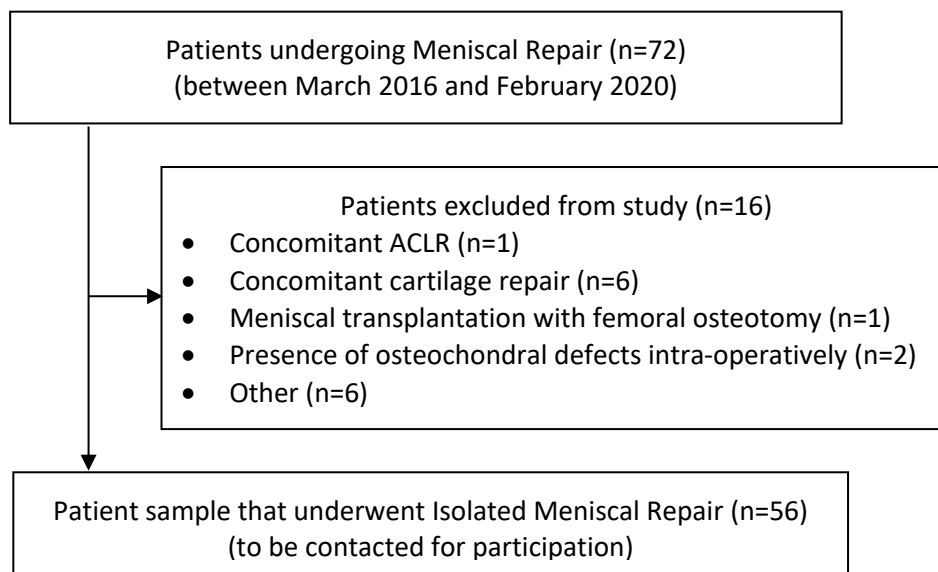 Patients undergoing Meniscal Repair (n=72)
(between March 2016 and February 2020)
Patients excluded from study (n=16)
• Concomitant ACLR (n=1)
• Concomitant cartilage repair (n=6)
• Meniscal transplantation with femoral osteotomy (n=1)
• Presence of osteochondral defects intra-operatively (n=2)
• Other (n=6)
Patient sample that underwent Isolated Meniscal Repair (n=56)
(to be contacted for participation)